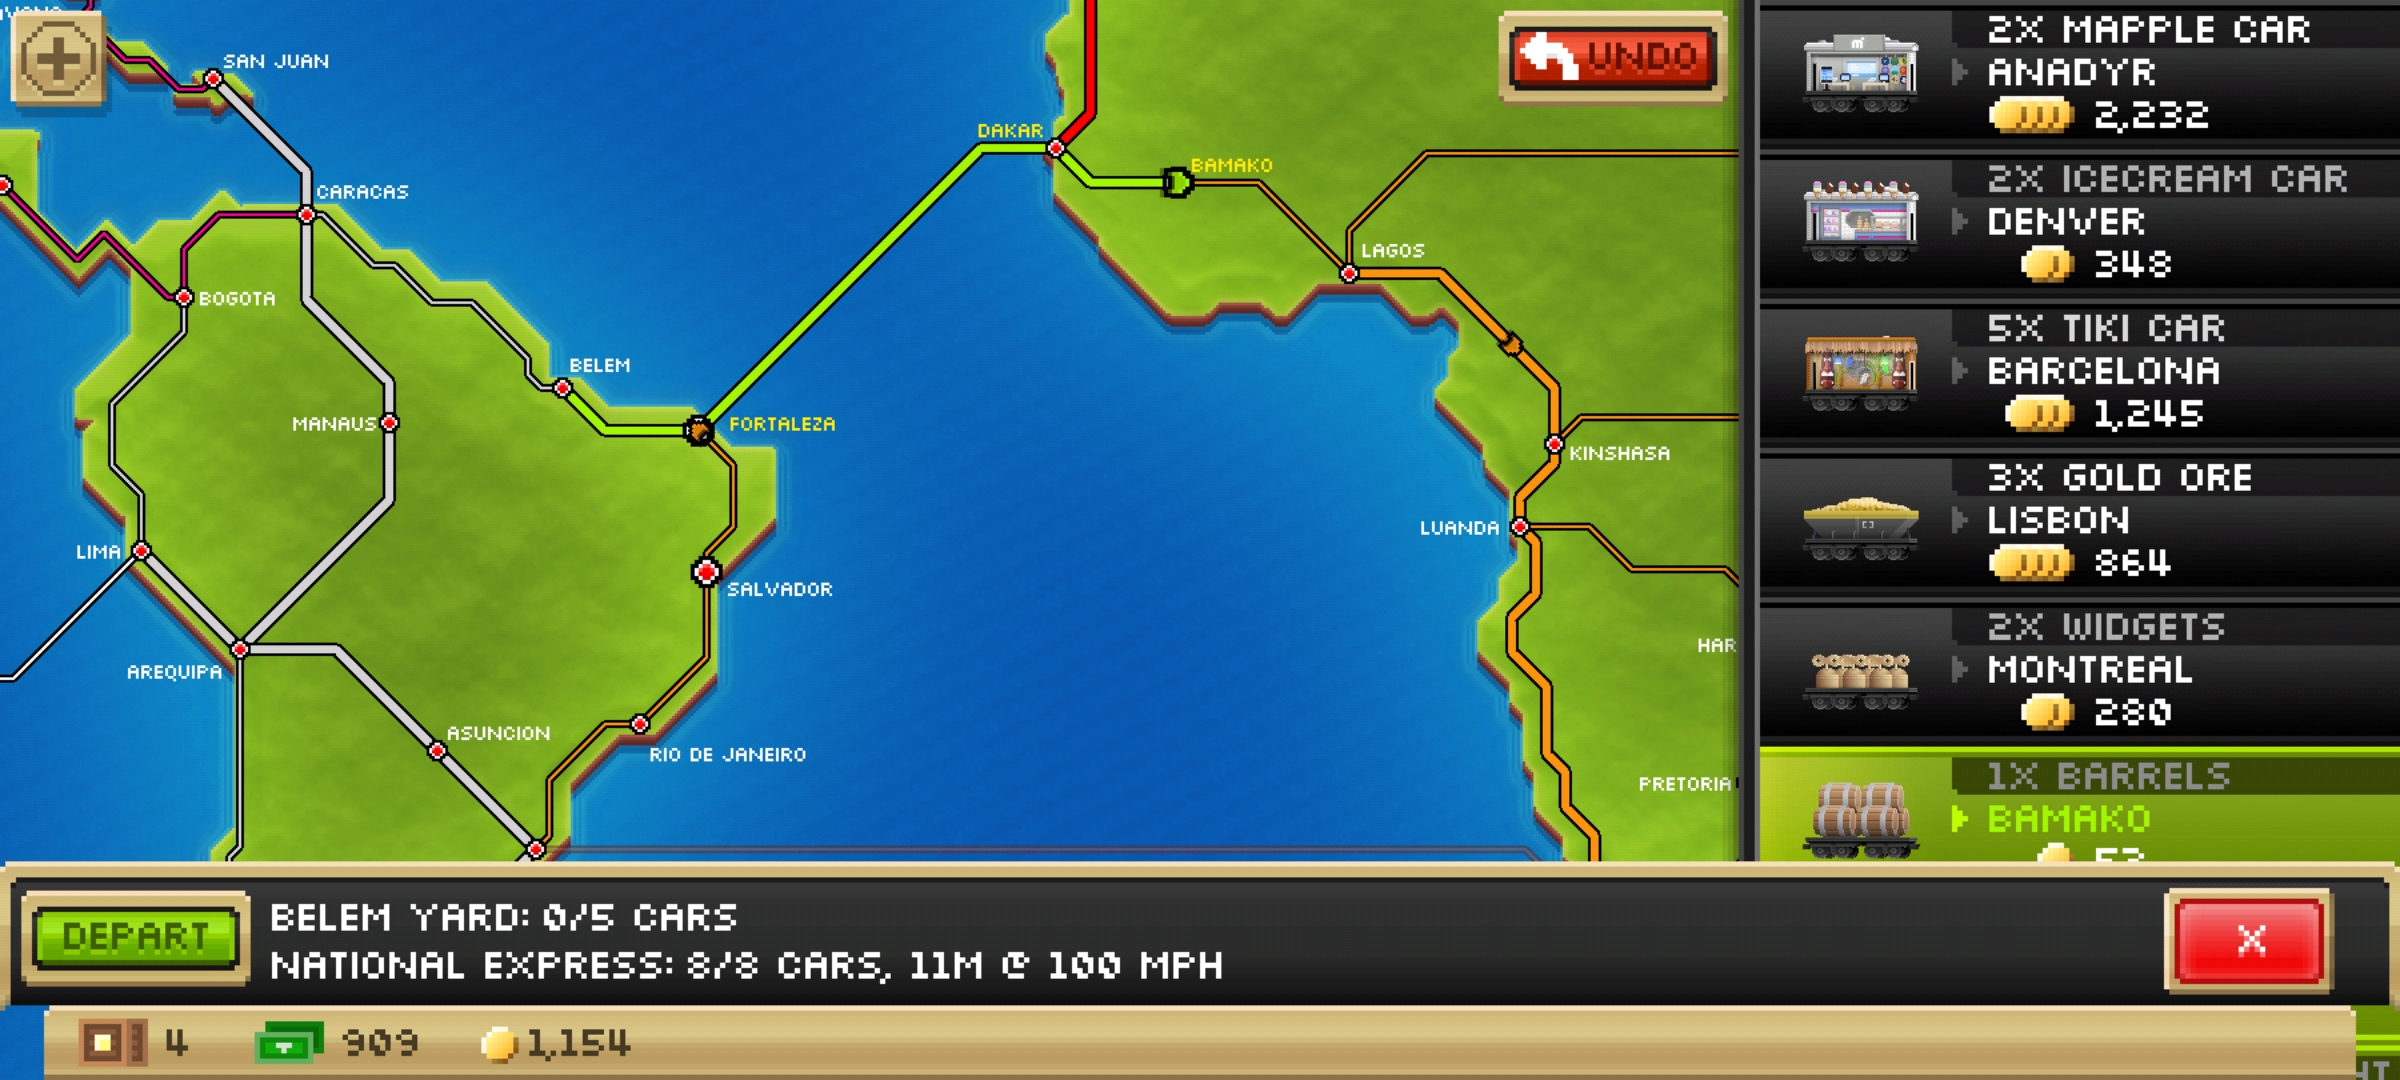 SAN JUAN
CARACAS
BOGOTA
BELEM
MANAUS
FORTALEZA
LIMA
SALVADOR
AREQUIPA
ASUNCION
RIO DE JANEIRO
DAKAR
BAMAKO
LAGOS
KINSHASA
LUANDA
HAR
PRETORIA
UNDO
2X MAPPLE CAR
ANADYR
2,232
2X ICECREAM CAR
DENVER
348
5X TIKI CAR
BARCELONA
1,245
3X GOLD ORE
LISBON
864
2X WIDGETS
MONTREAL
280
1X BARRELS
BAMAKO
DEPART
BELEM YARD: 0/5 CARS
NATIONAL EXPRESS: 8/8 CARS, 11M @ 100 MPH
X
4
909
1,154